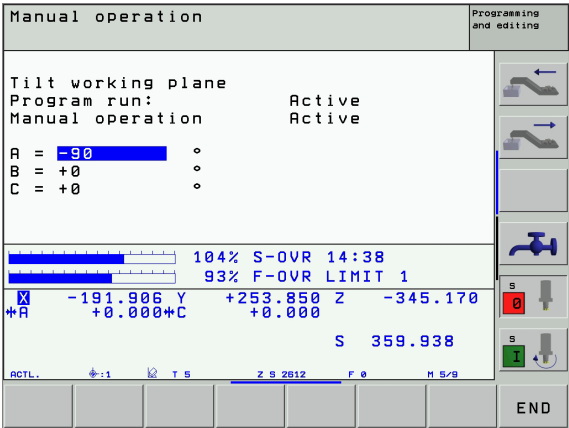 Manual operation
Programming
and editing
Tilt working plane
Program run: Active
Manual operation Active
A = -90 °
B = +0 °
C = +0 °
104% S-OVR 14:38
93% F-OVR LIMIT 1
X -191.906 Y +253.850 Z -345.170
A +0.000 C +0.000
S 359.938
ACTL. :1 T 5 Z S 2612 F 0 M 5/9
S
0
S
I
END